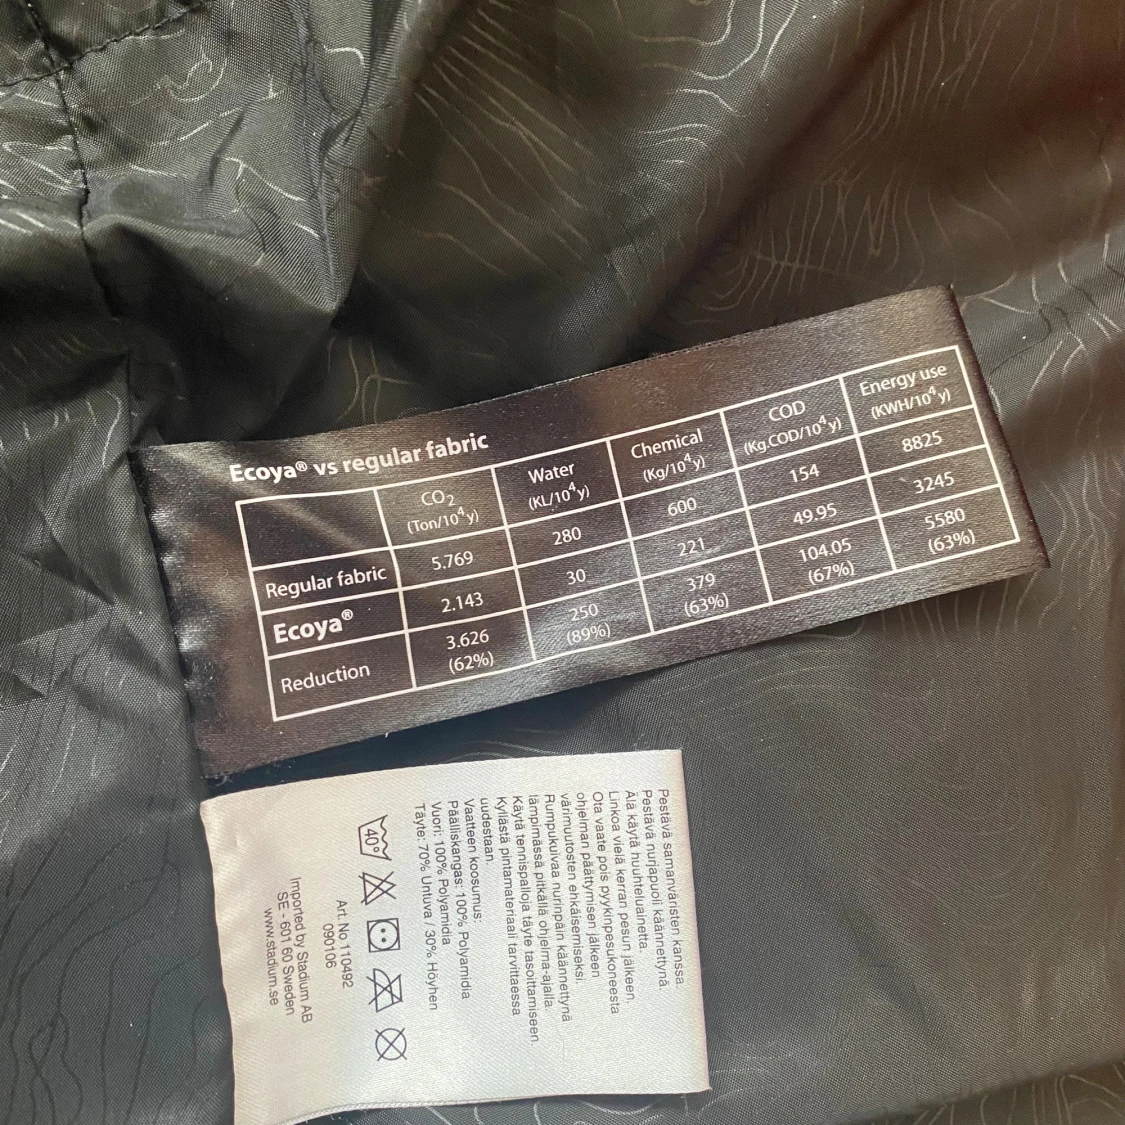 Ecoya® vs regular fabric
CO₂ (Ton/10⁴y) Water (KL/10⁴y) Chemical (Kg/10⁴y) COD (Kg.COD/10⁴y) Energy use (KWH/10⁴y)
Regular fabric 5.769 280 600 154 8825
Ecoya® 2.143 30 221 49.95 3245
Reduction 3.626 (62%) 250 (89%) 379 (63%) 104.05 (67%) 5580 (63%)
Pestävä samanväristen kanssa.
Pestävä nurjapuoli käännettynä.
Älä käytä huuhteluainetta.
Linkoa vielä kerran pesun jälkeen.
Ota vaate pois pyykinpesukoneesta
ohjelman päättymisen jälkeen
värimuutosten ehkäisemiseksi.
Rumpukuivaa nurinpäin käännettynä
lämpimässä pitkällä ohjelma-ajalla.
Käytä tennispalloja täyte tasoittamiseen.
Kyllästä pintamateriaali tarvittaessa
uudestaan.
Vaatteen koosumus:
Päälliskangas: 100% Polyamidia
Vuori: 100% Polyamidia
Täyte: 70% Untuva / 30% Höyhen
40°
Art. No 110492
090106
Imported by Stadium AB
SE - 601 60 Sweden
www.stadium.se